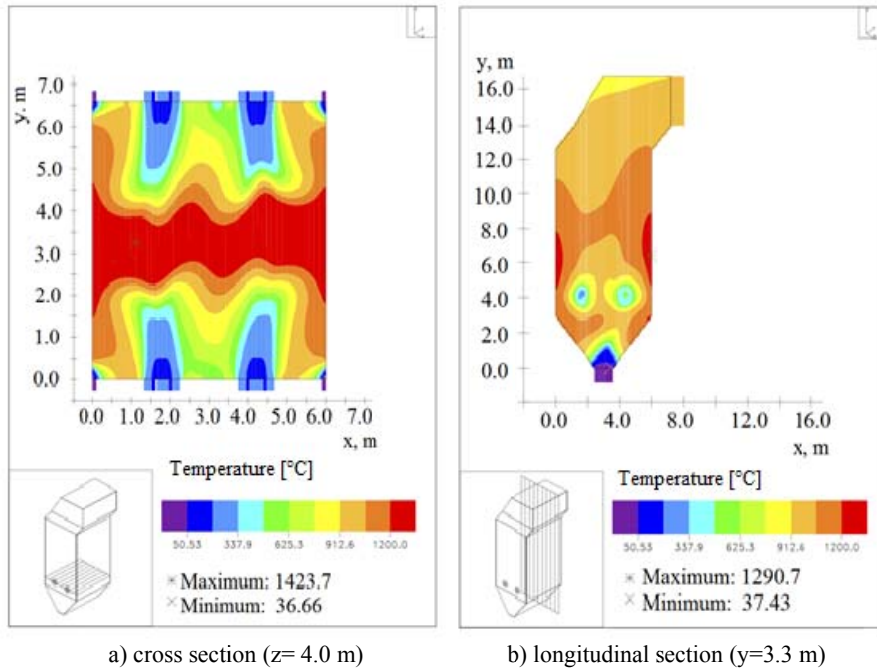 y. m
7.0
6.0
5.0
4.0
3.0
2.0
1.0
0.0
0.0 1.0 2.0 3.0 4.0 5.0 6.0 7.0
x, m
Temperature [°C]
50.53 337.9 625.3 912.6 1200.0
Maximum: 1423.7
Minimum: 36.66
a) cross section (z= 4.0 m)
y, m
16.0
14.0
12.0
10.0
8.0
6.0
4.0
2.0
0.0
0.0 4.0 8.0 12.0 16.0
x, m
Temperature [°C]
50.53 337.9 625.3 912.6 1200.0
Maximum: 1290.7
Minimum: 37.43
b) longitudinal section (y=3.3 m)